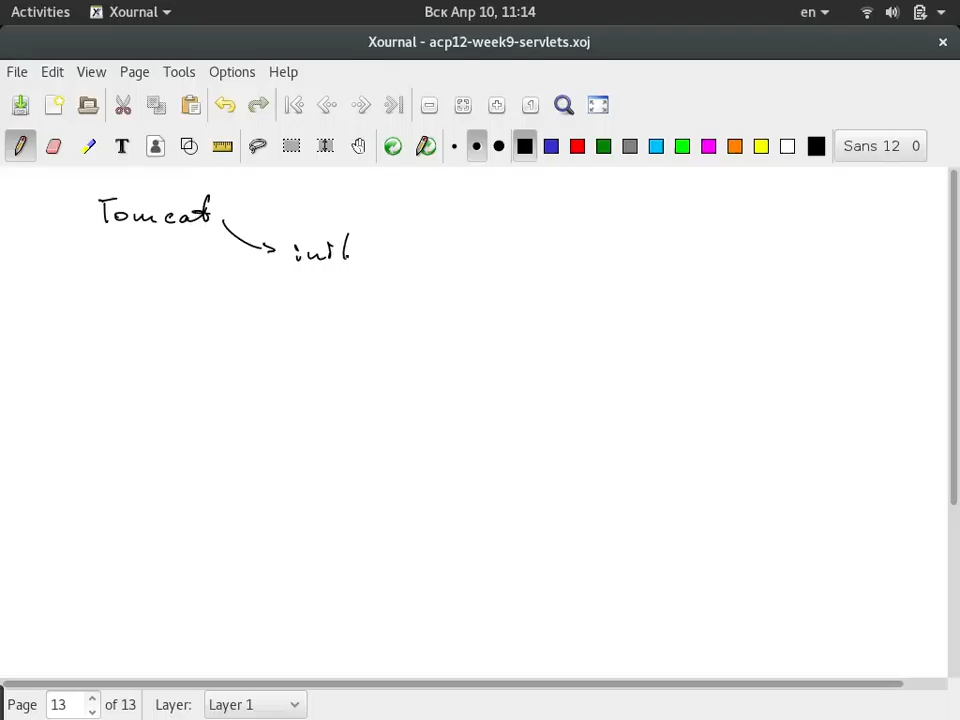 Activities Xournal Вск Апр 10, 11:14 en
Xournal - acp12-week9-servlets.xoj
File Edit View Page Tools Options Help
Sans 12 0
Tomcat
init(
Page 13 of 13 Layer: Layer 1